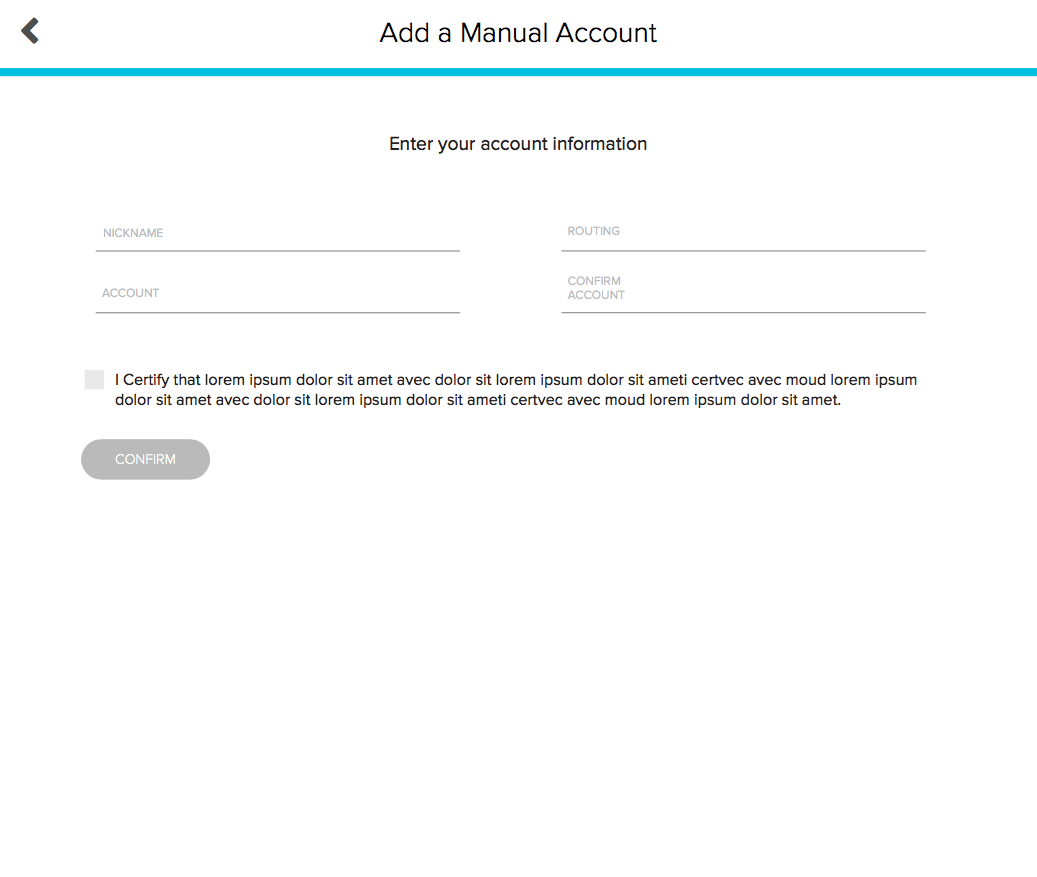 Add a Manual Account
Enter your account information
NICKNAME
ROUTING
ACCOUNT
CONFIRM
ACCOUNT
I Certify that lorem ipsum dolor sit amet avec dolor sit lorem ipsum dolor sit ameti certvec avec moud lorem ipsum
dolor sit amet avec dolor sit lorem ipsum dolor sit ameti certvec avec moud lorem ipsum dolor sit amet.
CONFIRM